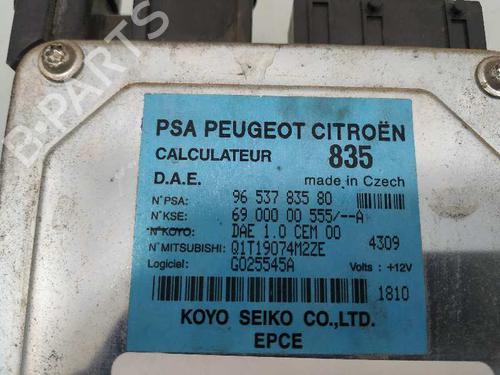 PSA PEUGEOT CITROËN
CALCULATEUR 835
D.A.E. made in Czech
N°PSA: 96 537 835 80
N°KSE: 69 000 00 555/--A
N°KOYO: DAE 1.0 CEM 00
N°MITSUBISHI: Q1T19074M2ZE 4309
Logiciel: G025545A Volts : +12V
1810
KOYO SEIKO CO.,LTD.
EPCE
B-PARTS